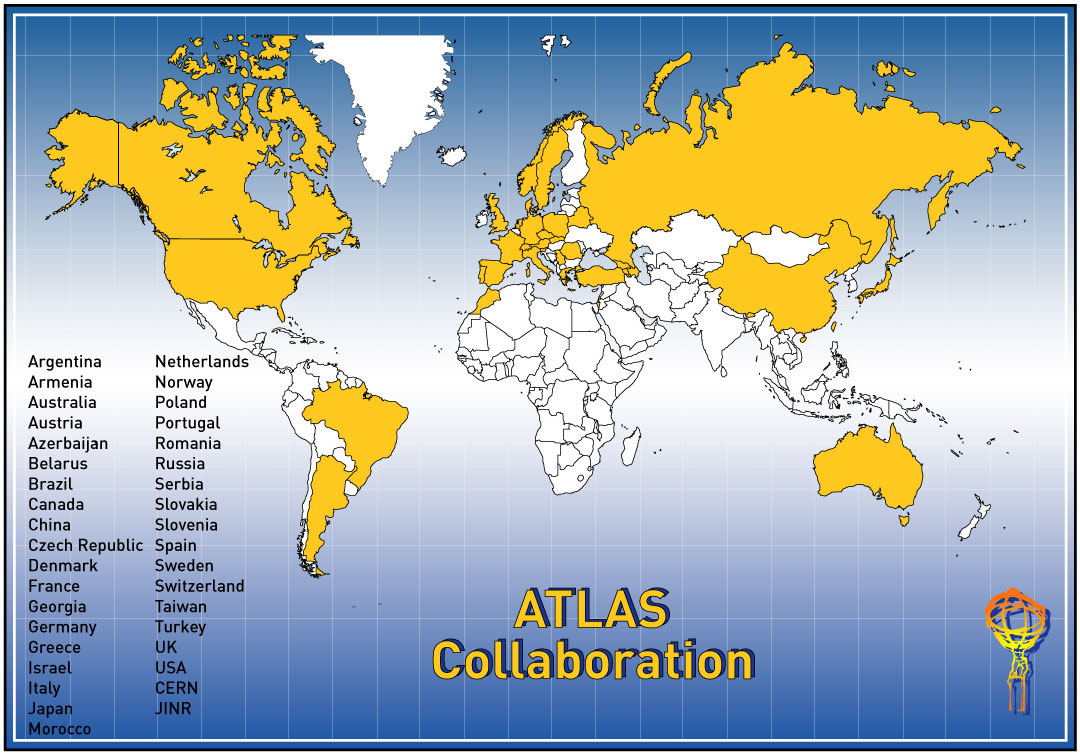 Argentina
Armenia
Australia
Austria
Azerbaijan
Belarus
Brazil
Canada
China
Czech Republic
Denmark
France
Georgia
Germany
Greece
Israel
Italy
Japan
Morocco
Netherlands
Norway
Poland
Portugal
Romania
Russia
Serbia
Slovakia
Slovenia
Spain
Sweden
Switzerland
Taiwan
Turkey
UK
USA
CERN
JINR
ATLAS
Collaboration